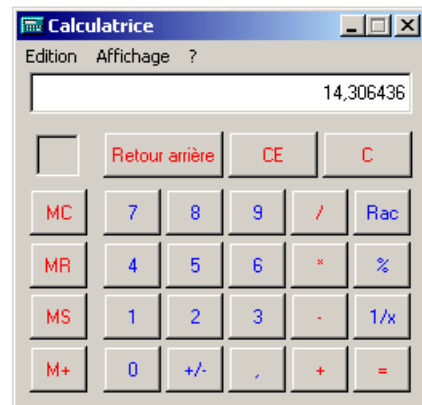 Calculatrice
Edition Affichage ?
14,306436
Retour arrière CE C
MC 7 8 9 / Rac
MR 4 5 6 * %
MS 1 2 3 - 1/x
M+ 0 +/- , + =